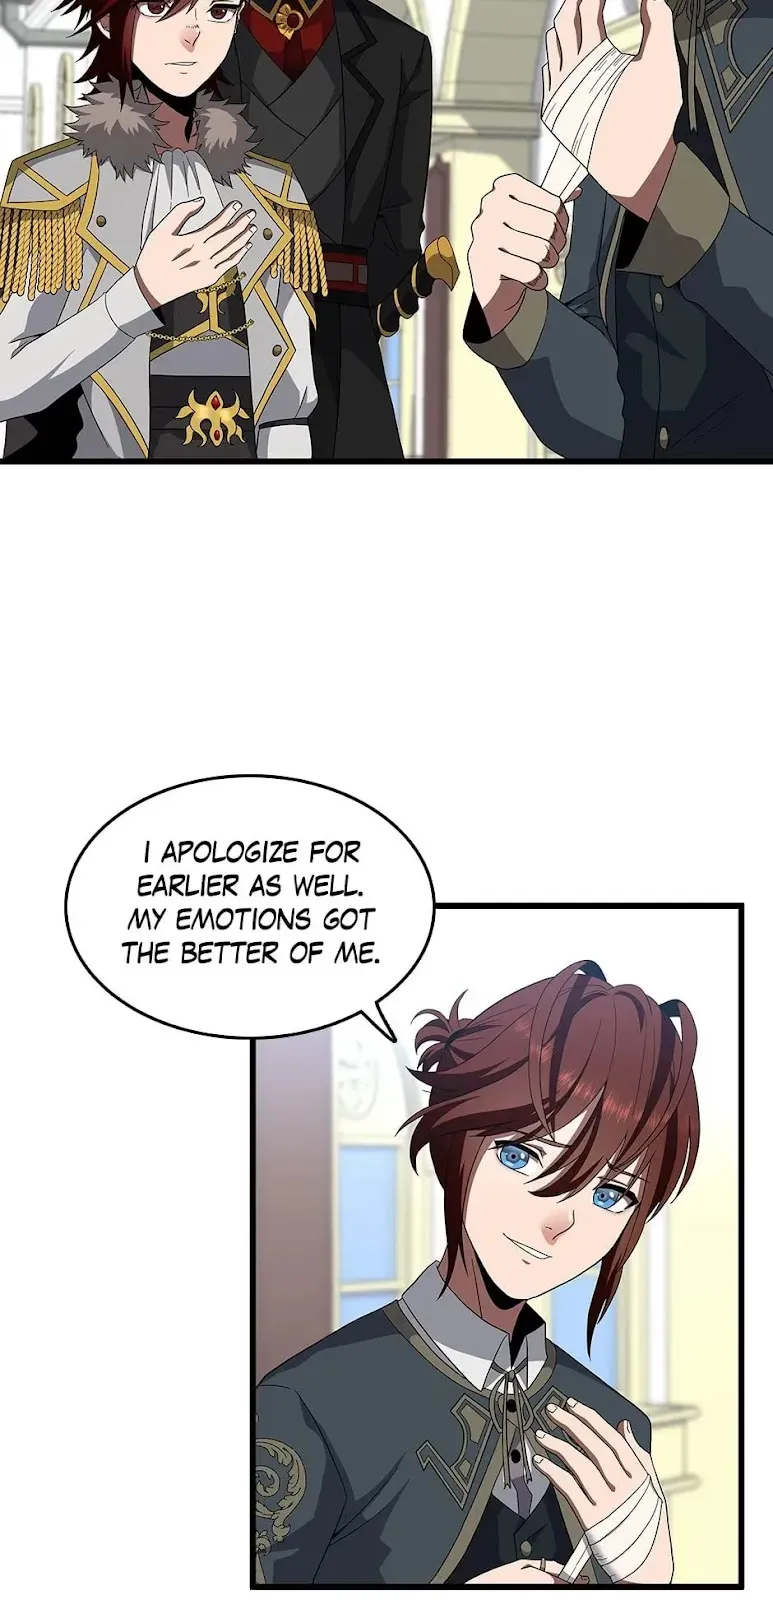 I APOLOGIZE FOR
EARLIER AS WELL.
MY EMOTIONS GOT
THE BETTER OF ME.